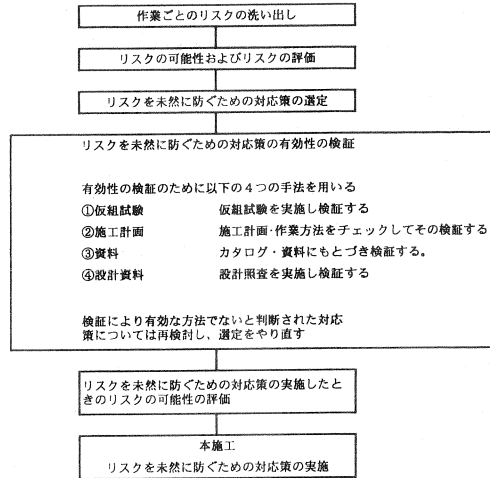 作業ごとのリスクの洗い出し
リスクの可能性およびリスクの評価
リスクを未然に防ぐための対応策の選定
リスクを未然に防ぐための対応策の有効性の検証
有効性の検証のために以下の4つの手法を用いる
①仮組試験 仮組試験を実施し検証する
②施工計画 施工計画・作業方法をチェックしてその検証する
③資料 カタログ・資料にもとづき検証する。
④設計資料 設計照査を実施し検証する
検証により有効な方法でないと判断された対応
策については再検討し、選定をやり直す
リスクを未然に防ぐための対応策の実施したと
きのリスクの可能性の評価
本施工
リスクを未然に防ぐための対応策の実施